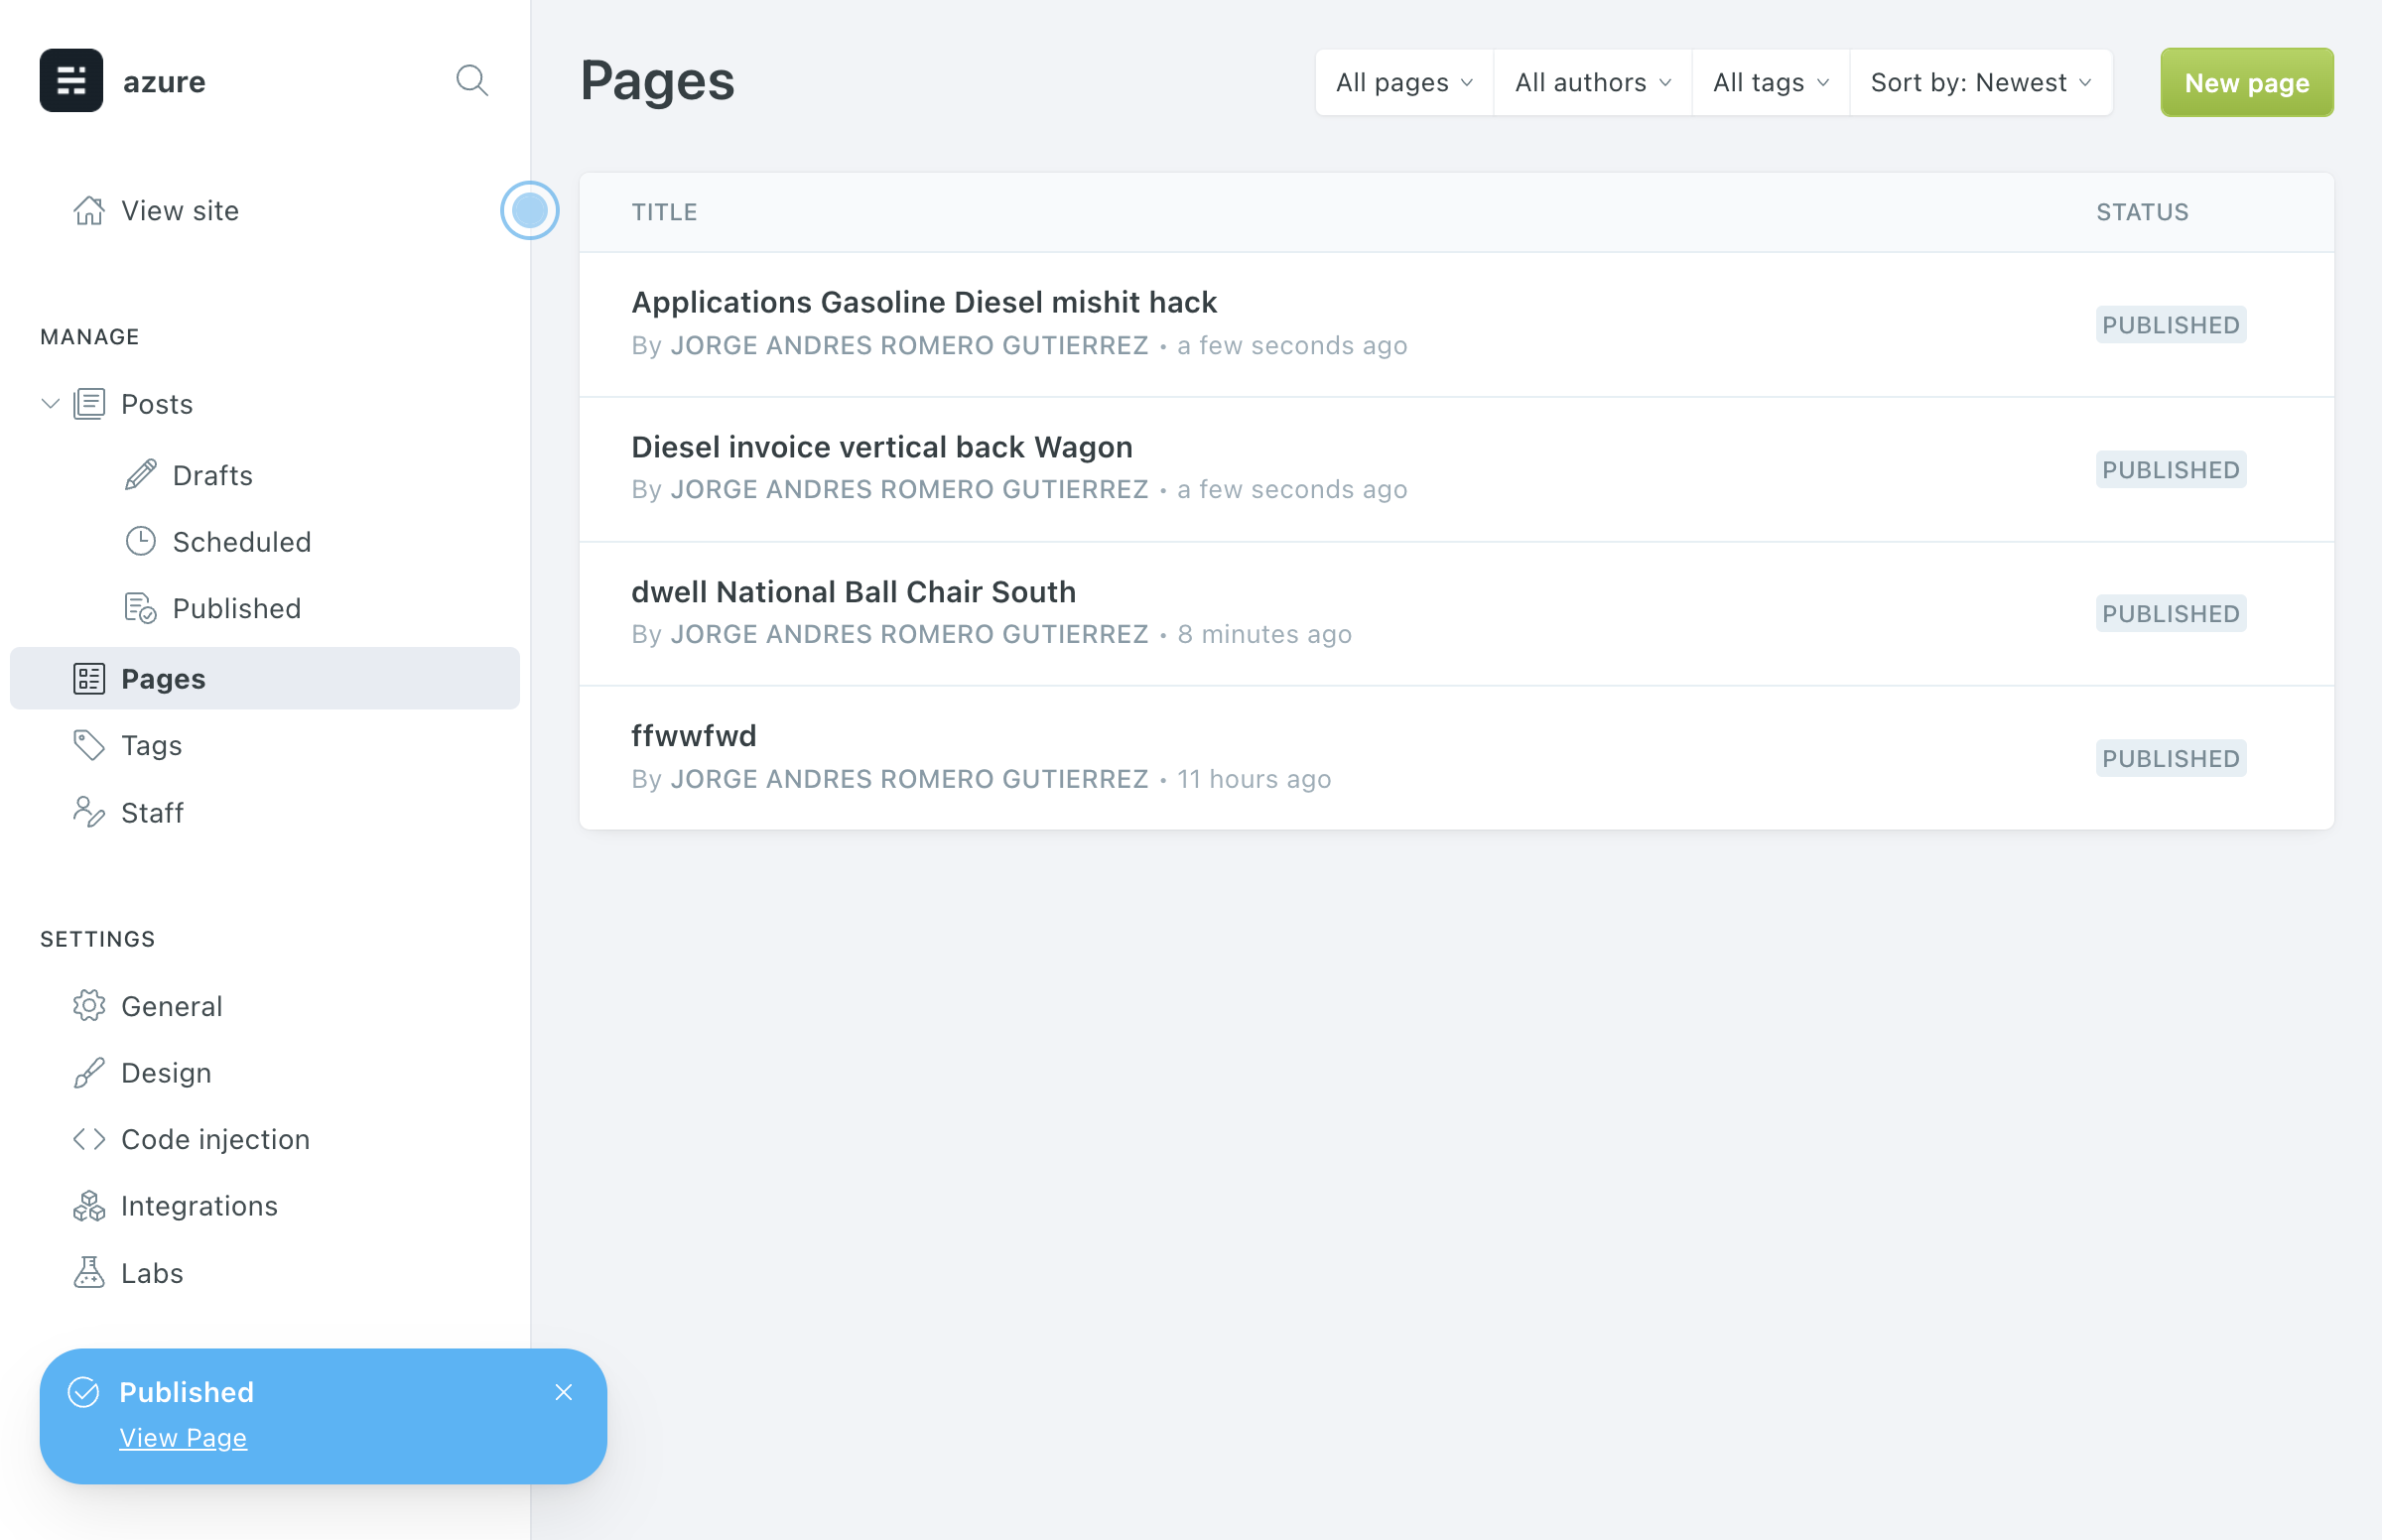 azure
View site
MANAGE
Posts
Drafts
Scheduled
Published
Pages
Tags
Staff
SETTINGS
General
Design
Code injection
Integrations
Labs
Published
View Page
Pages
All pages All authors All tags Sort by: Newest New page
TITLE STATUS
Applications Gasoline Diesel mishit hack
By JORGE ANDRES ROMERO GUTIERREZ • a few seconds ago
PUBLISHED
Diesel invoice vertical back Wagon
By JORGE ANDRES ROMERO GUTIERREZ • a few seconds ago
PUBLISHED
dwell National Ball Chair South
By JORGE ANDRES ROMERO GUTIERREZ • 8 minutes ago
PUBLISHED
ffwwfwd
By JORGE ANDRES ROMERO GUTIERREZ • 11 hours ago
PUBLISHED